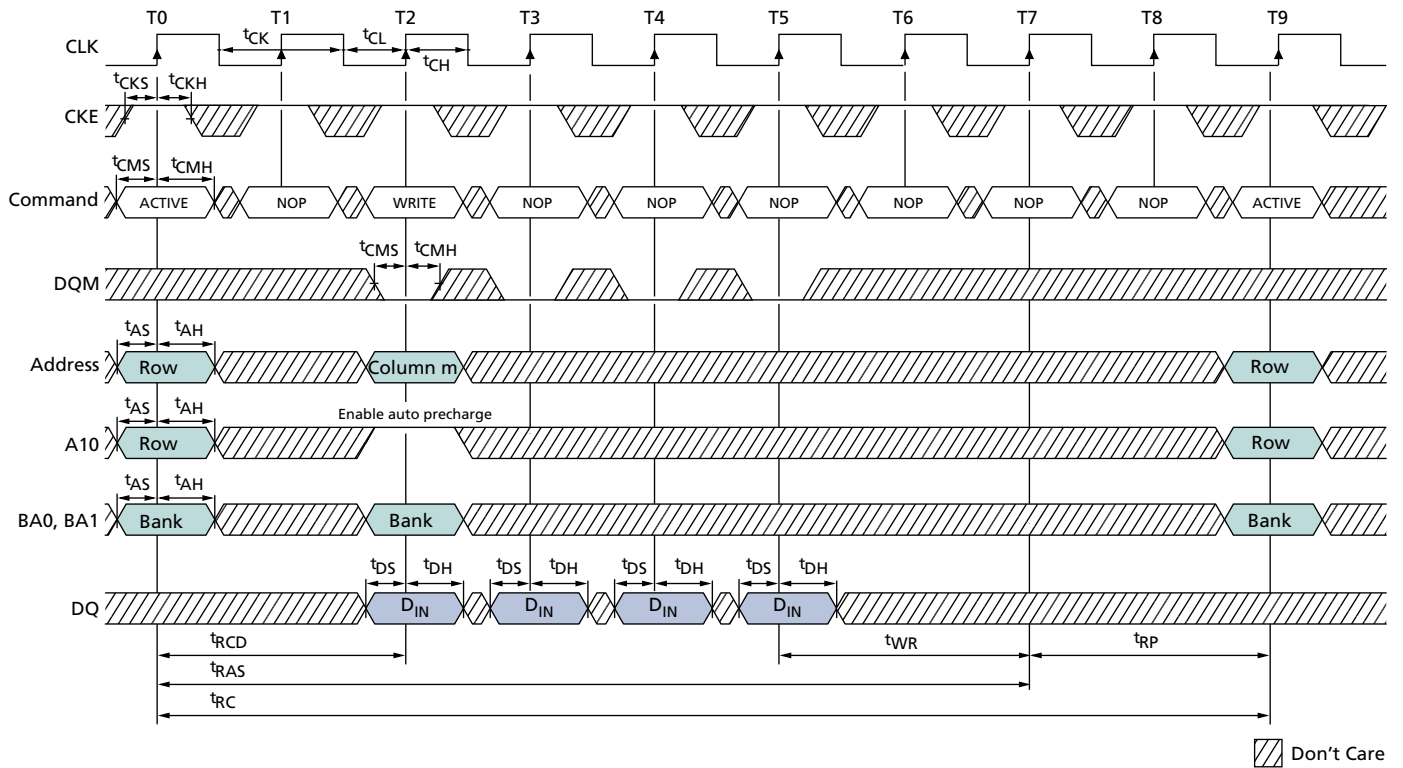 T0 T1 T2 T3 T4 T5 T6 T7 T8 T9
CLK
tCK tCL
tCH
tCKS tCKH
CKE
tCMS tCMH
Command ACTIVE NOP WRITE NOP NOP NOP NOP NOP NOP ACTIVE
tCMS tCMH
DQM
tAS tAH
Address Row Column m Row
tAS tAH
Enable auto precharge
A10 Row Row
tAS tAH
BA0, BA1 Bank Bank Bank
tDS tDH tDS tDH tDS tDH tDS tDH
DQ DIN DIN DIN DIN
tRCD tWR tRP
tRAS
tRC
Don't Care